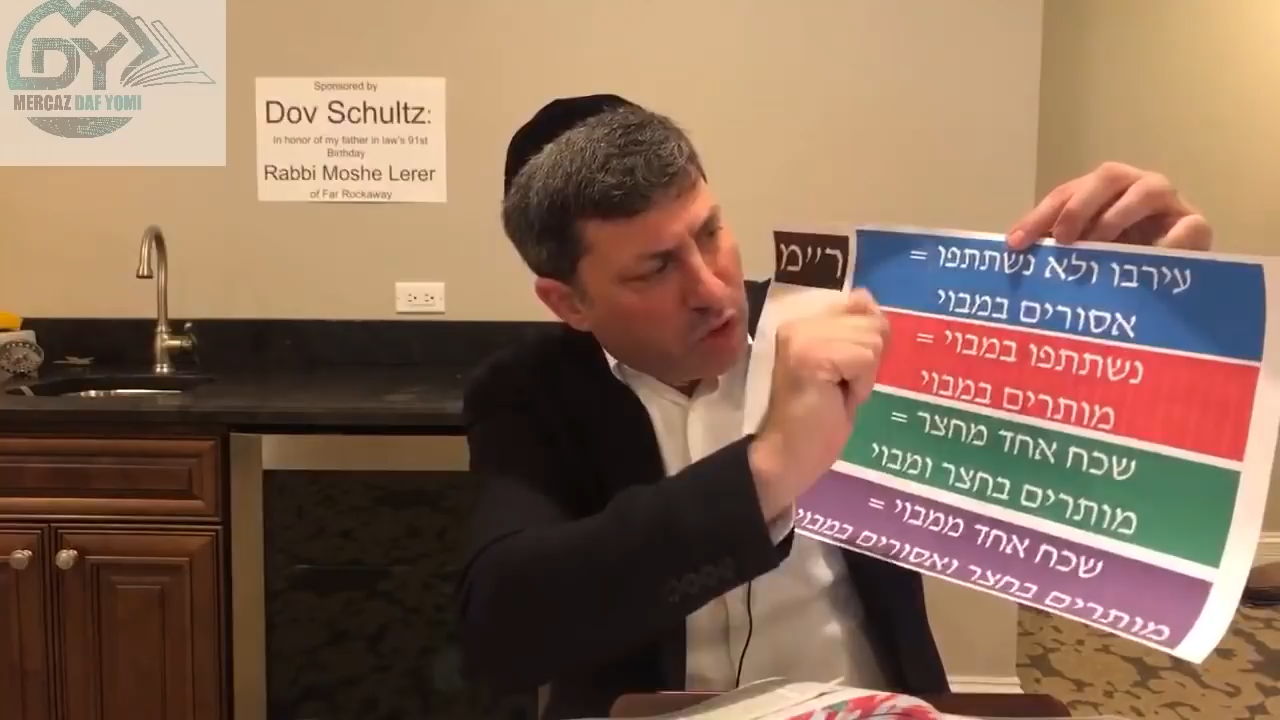 DY
MERCAZ DAF YOMI
Sponsored by
Dov Schultz:
In honor of my father in law's 91st
Birthday
Rabbi Moshe Lerer
of Far Rockaway
ר"מ
עירבו ולא נשתתפו =
אסורים במבוי
נשתתפו במבוי =
מותרים במבוי
שכח אחד מחצר =
מותרים בחצר ומבוי
שכח אחד ממבוי =
מותרים בחצר ואסורים במבוי